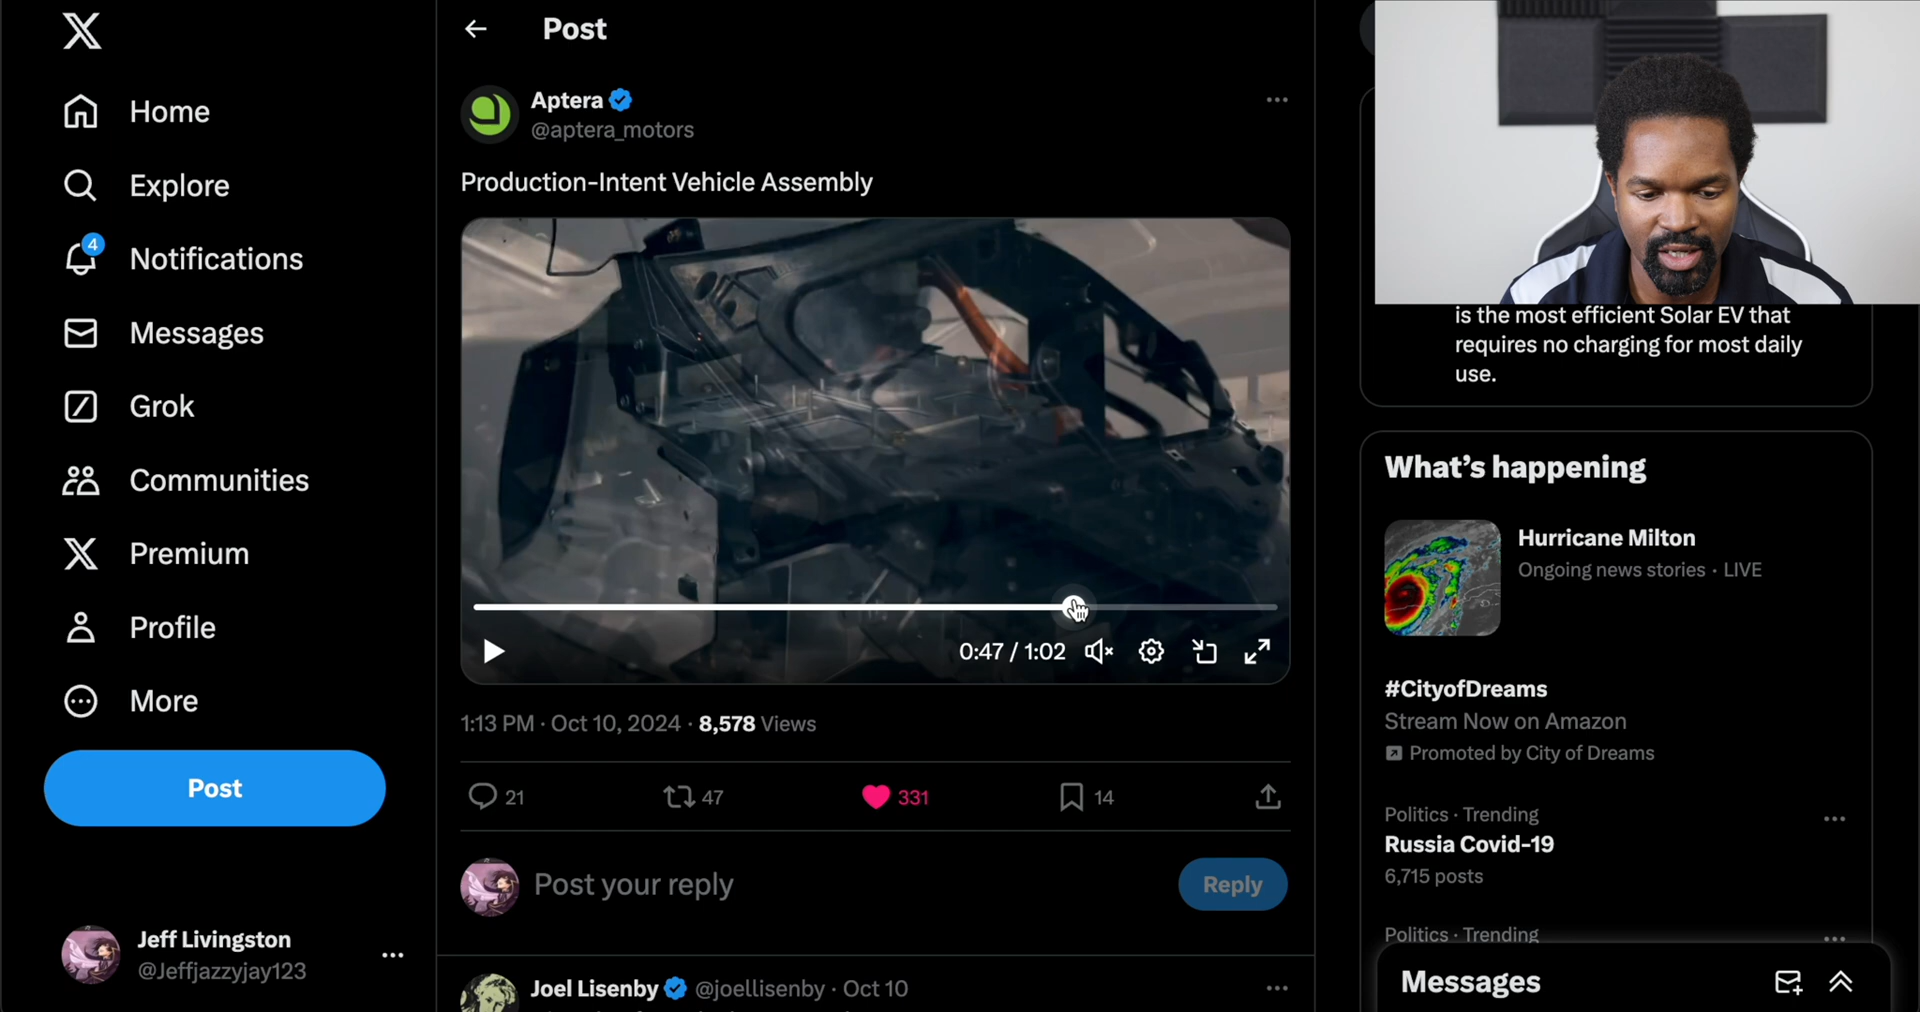 Home
Explore
4
Notifications
Messages
Grok
Communities
Premium
Profile
More
Post
Jeff Livingston
@Jeffjazzyjay123
Post
Aptera
@aptera_motors
Production-Intent Vehicle Assembly
0:47 / 1:02
1:13 PM · Oct 10, 2024 · 8,578 Views
21
47
331
14
Post your reply
Reply
Joel Lisenby @joellisenby · Oct 10
is the most efficient Solar EV that
requires no charging for most daily
use.
What's happening
Hurricane Milton
Ongoing news stories · LIVE
#CityofDreams
Stream Now on Amazon
Promoted by City of Dreams
Politics · Trending
Russia Covid-19
6,715 posts
Politics · Trending
Messages